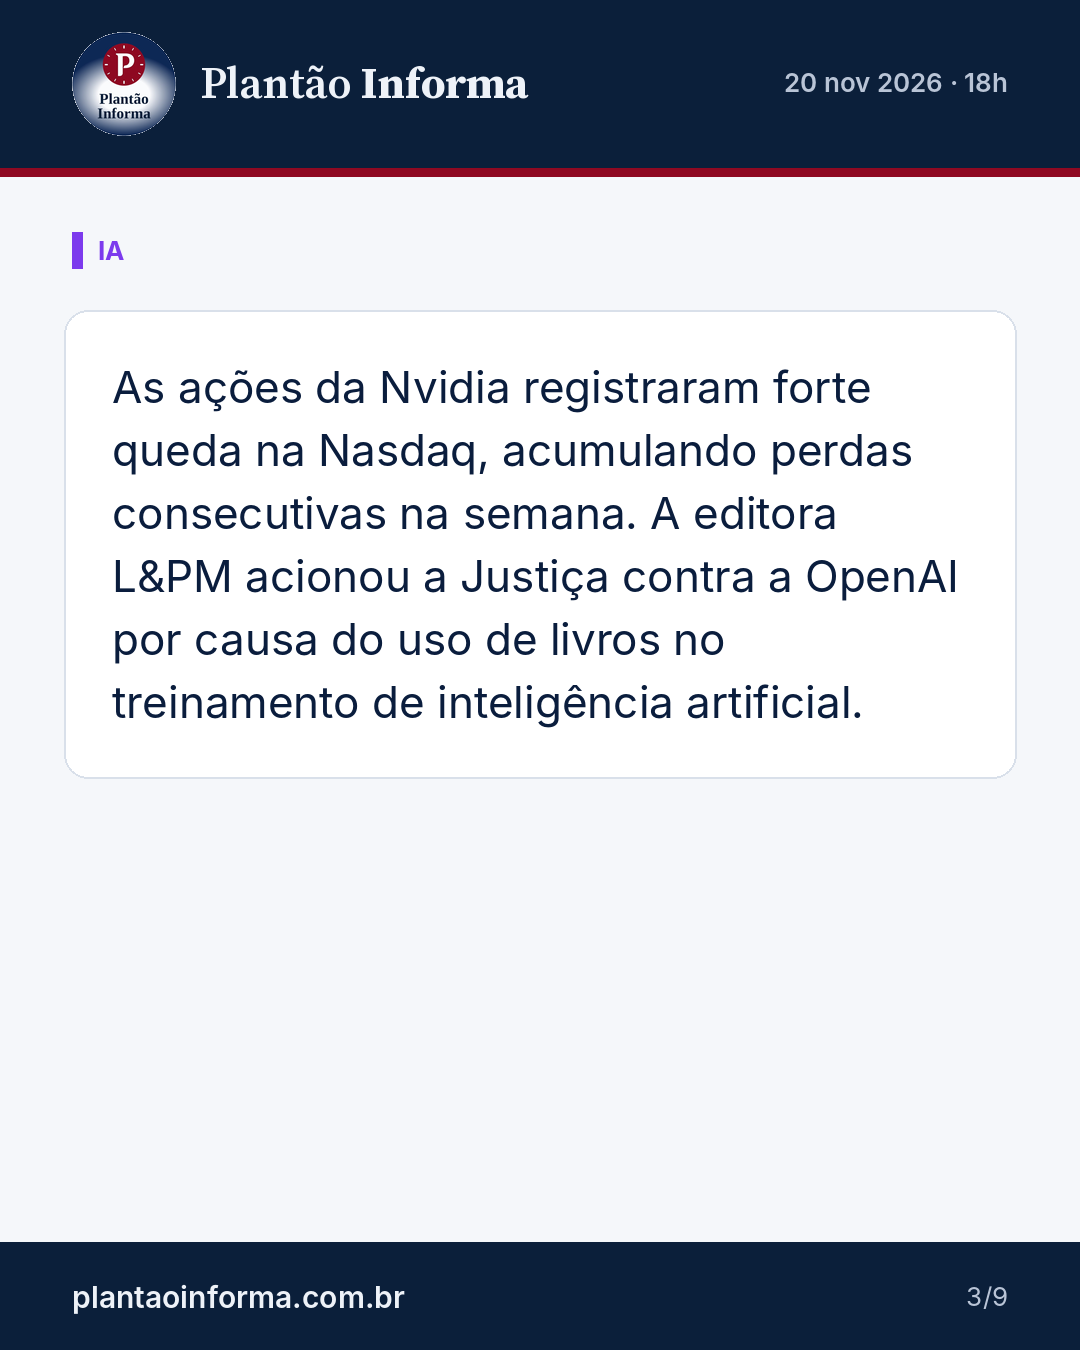 P
Plantão
Informa
Plantão Informa
20 nov 2026 · 18h
IA
As ações da Nvidia registraram forte
queda na Nasdaq, acumulando perdas
consecutivas na semana. A editora
L&PM acionou a Justiça contra a OpenAI
por causa do uso de livros no
treinamento de inteligência artificial.
plantaoinforma.com.br
3/9